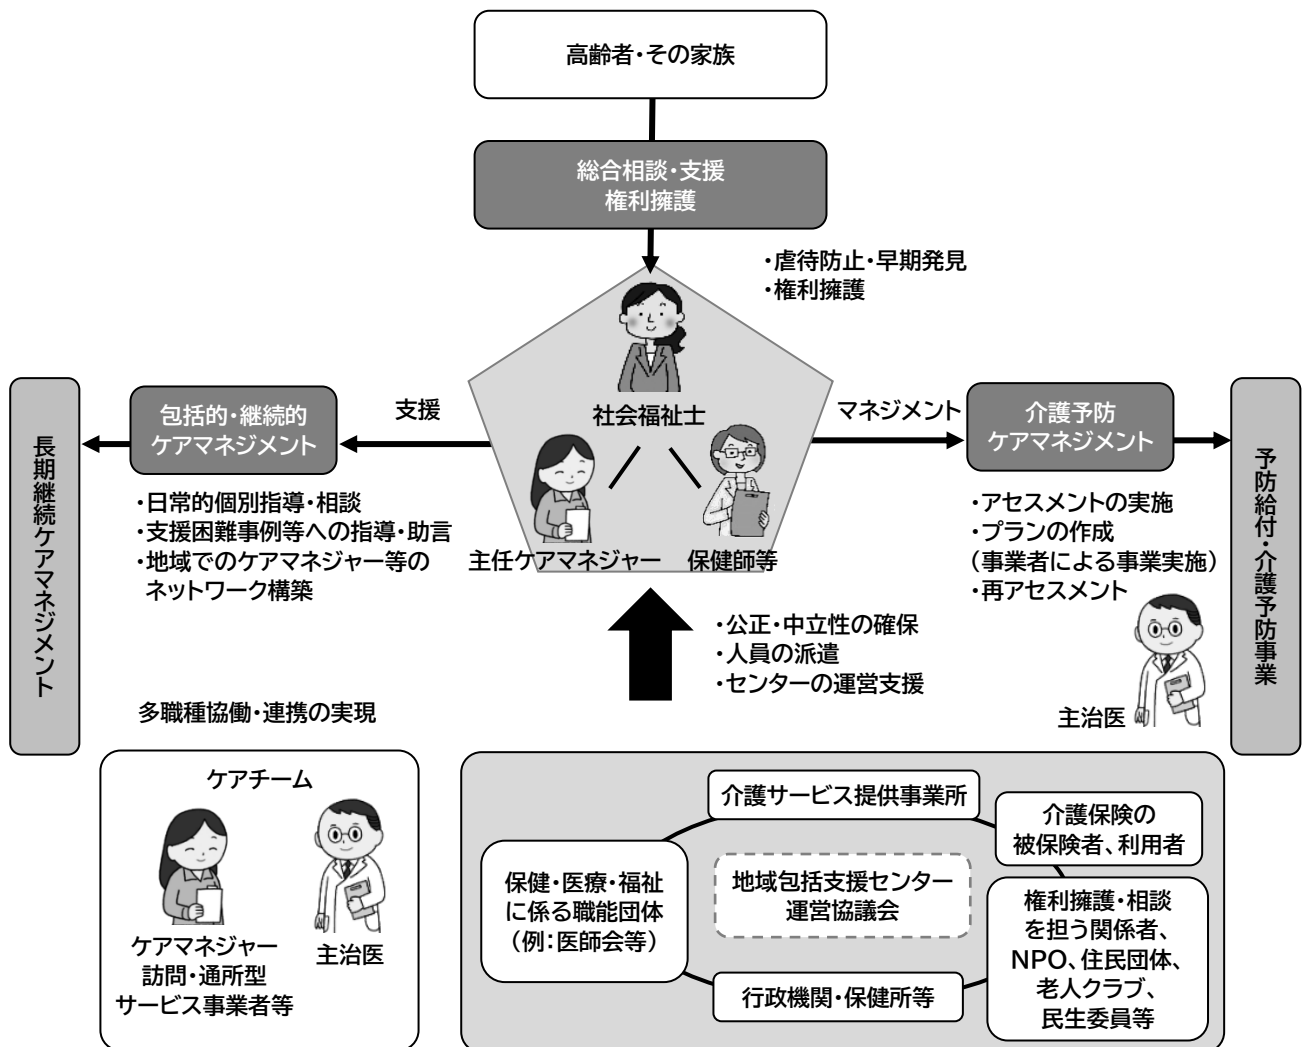 高齢者・その家族
総合相談・支援
権利擁護
・虐待防止・早期発見
・権利擁護
社会福祉士
主任ケアマネジャー
保健師等
支援
包括的・継続的
ケアマネジメント
・日常的個別指導・相談
・支援困難事例等への指導・助言
・地域でのケアマネジャー等の
ネットワーク構築
長期継続ケアマネジメント
マネジメント
介護予防
ケアマネジメント
・アセスメントの実施
・プランの作成
（事業者による事業実施）
・再アセスメント
主治医
予防給付・介護予防事業
・公正・中立性の確保
・人員の派遣
・センターの運営支援
多職種協働・連携の実現
ケアチーム
ケアマネジャー
訪問・通所型
サービス事業者等
主治医
介護サービス提供事業所
介護保険の
被保険者、利用者
保健・医療・福祉
に係る職能団体
（例：医師会等）
地域包括支援センター
運営協議会
権利擁護・相談
を担う関係者、
NPO、住民団体、
老人クラブ、
民生委員等
行政機関・保健所等